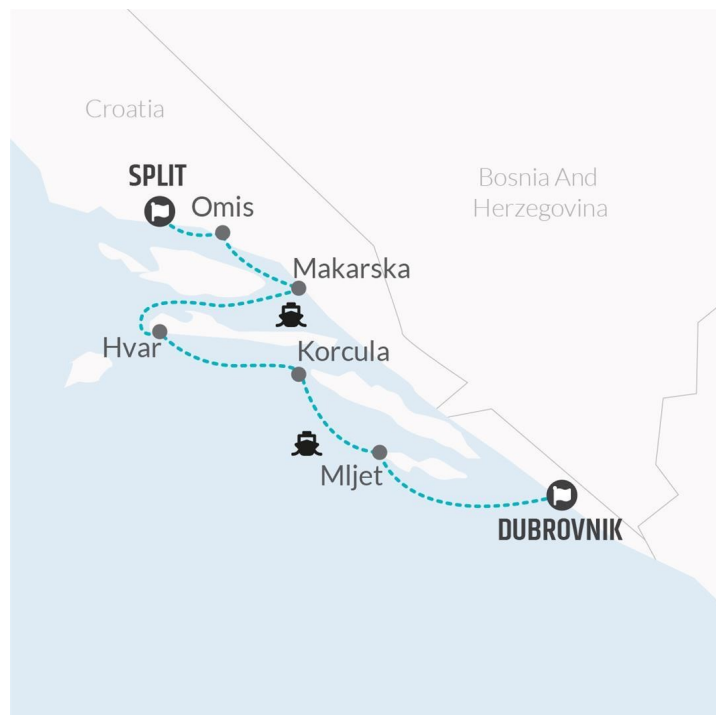 Croatia
SPLIT
Omis
Bosnia And
Herzegovina
Makarska
Hvar
Korcula
Mljet
DUBROVNIK